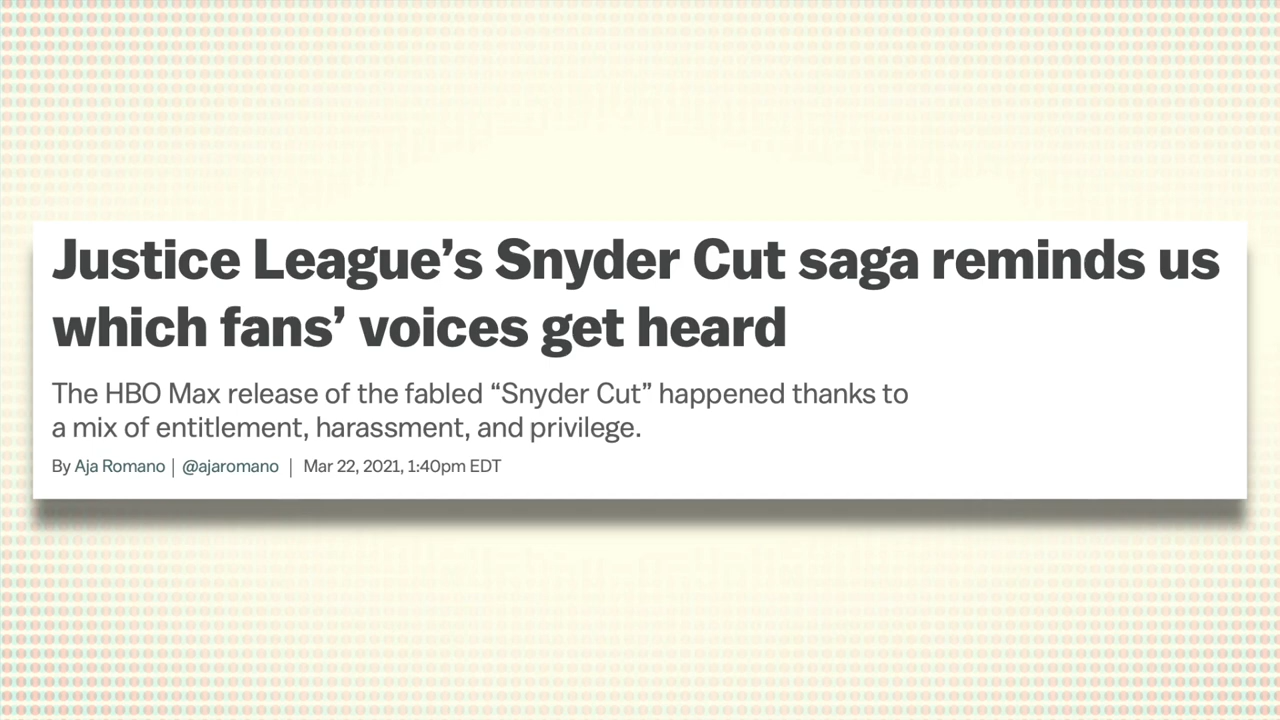 Justice League’s Snyder Cut saga reminds us
which fans’ voices get heard
The HBO Max release of the fabled “Snyder Cut” happened thanks to
a mix of entitlement, harassment, and privilege.
By Aja Romano | @ajaromano | Mar 22, 2021, 1:40pm EDT